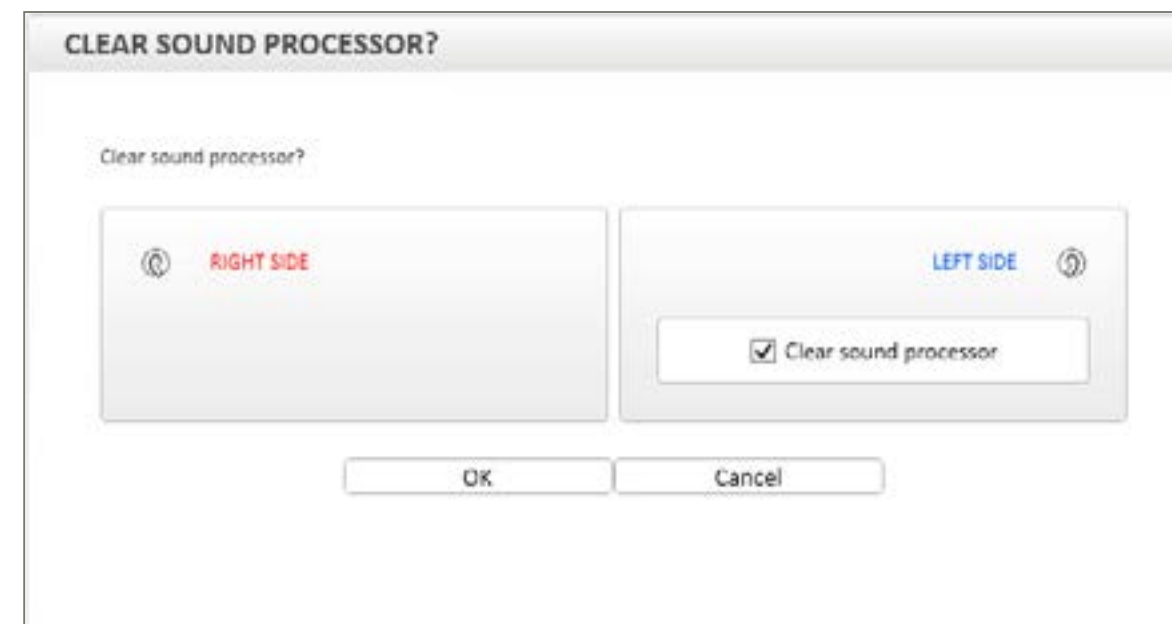 CLEAR SOUND PROCESSOR?
Clear sound processor?
RIGHT SIDE
LEFT SIDE
Clear sound processor
OK
Cancel